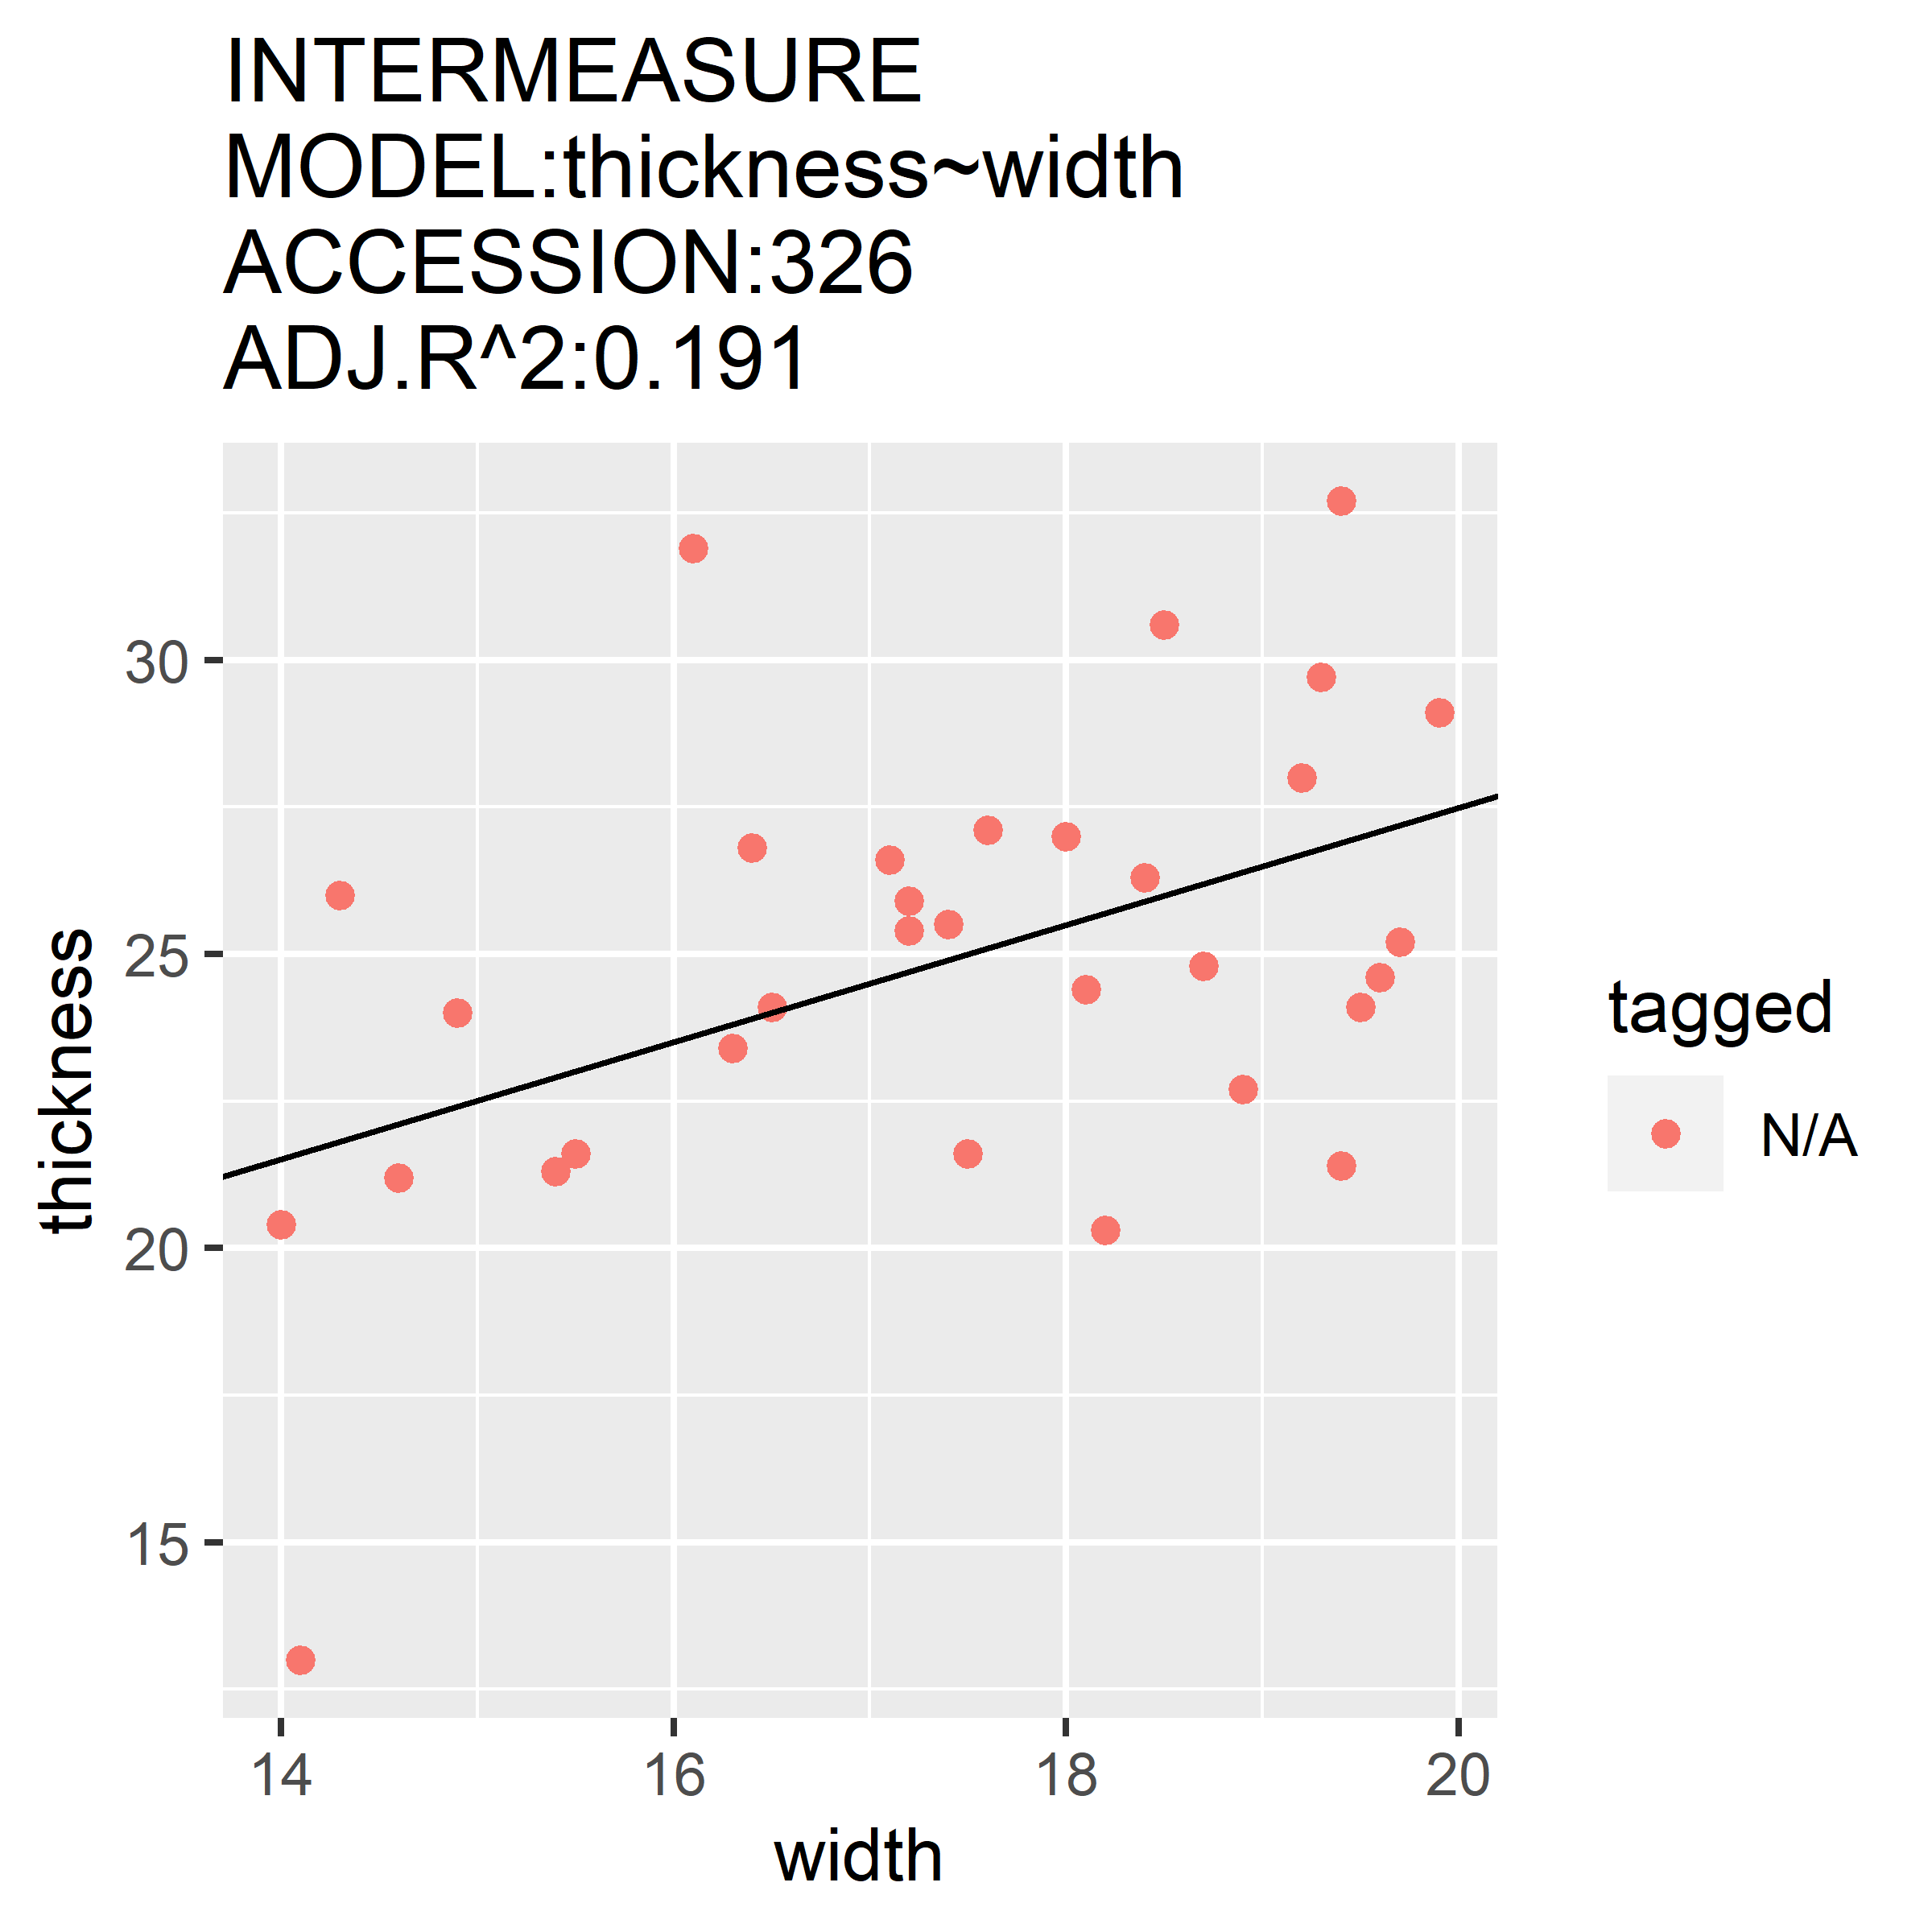 INTERMEASURE
MODEL:thickness~width
ACCESSION:326
ADJ.R^2:0.191
30
25
20
15
thickness
14 16 18 20
width
tagged
N/A